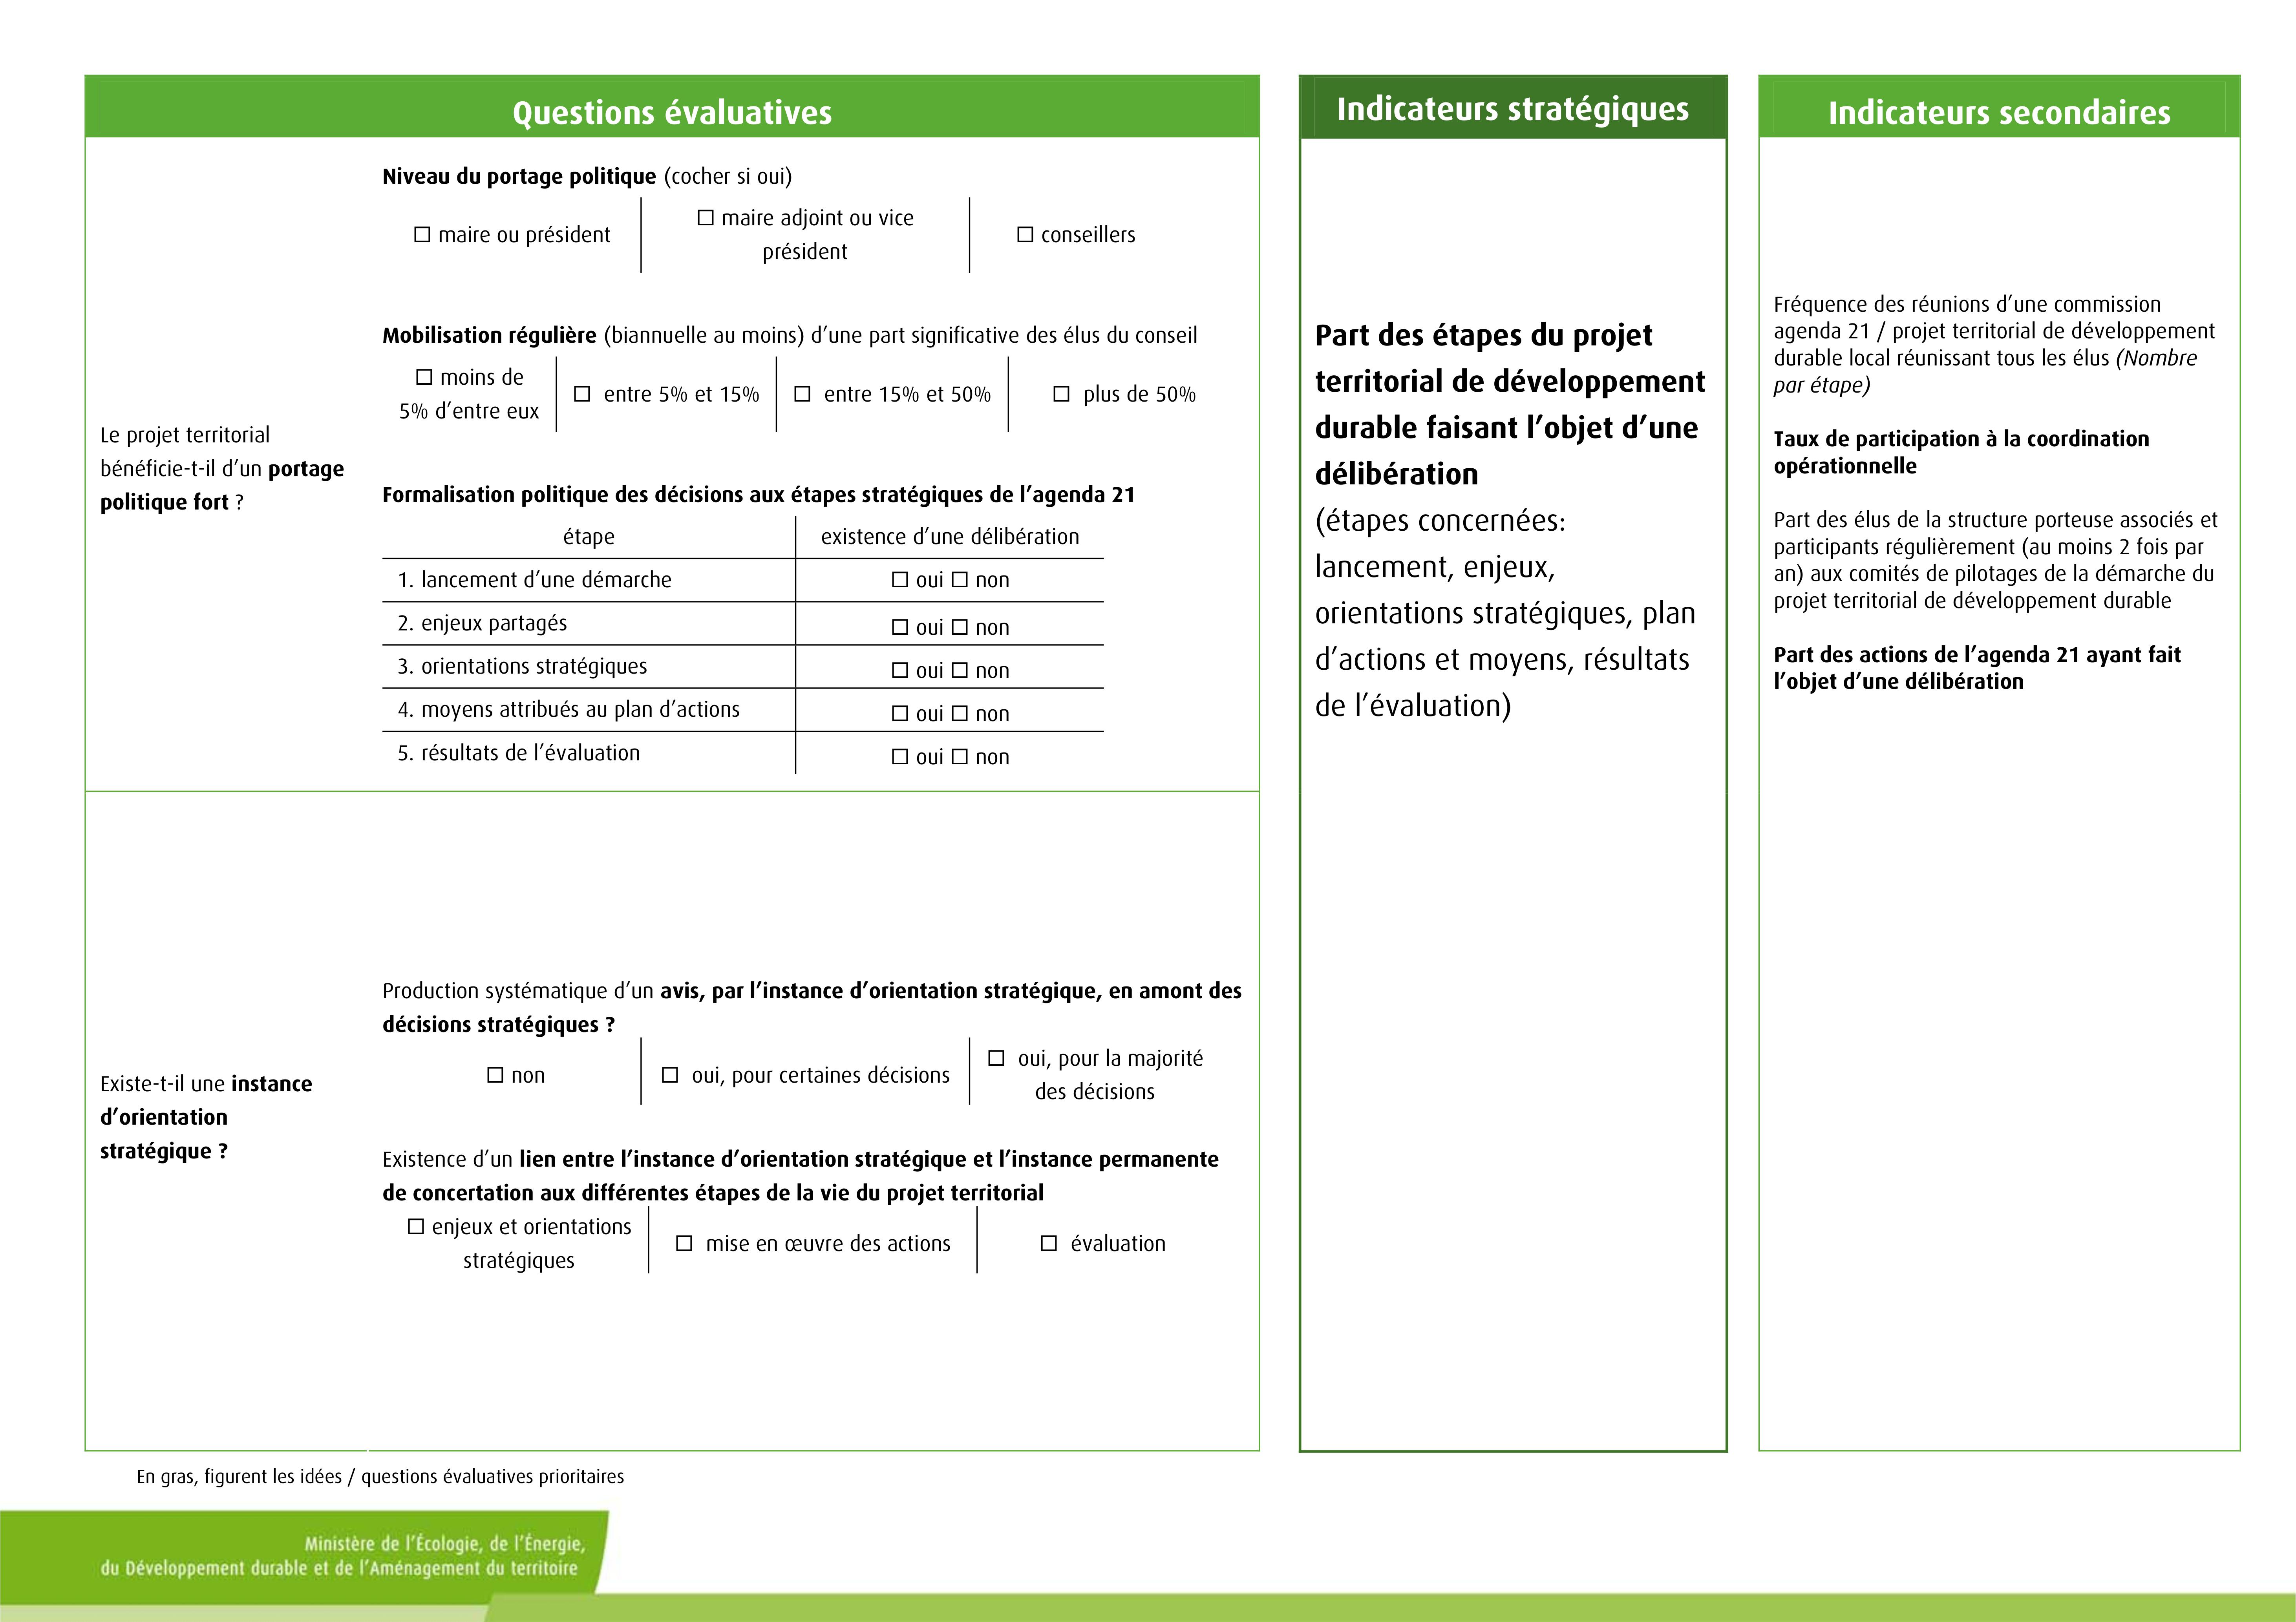 Questions évaluatives
Le projet territorial
bénéficie-t-il d’un portage
politique fort ?
Niveau du portage politique (cocher si oui)
☐ maire ou président
☐ maire adjoint ou vice
président
☐ conseillers
Mobilisation régulière (biannuelle au moins) d’une part significative des élus du conseil
☐ moins de
5% d’entre eux
☐ entre 5% et 15%
☐ entre 15% et 50%
☐ plus de 50%
Formalisation politique des décisions aux étapes stratégiques de l’agenda 21
étape existence d’une délibération
1. lancement d’une démarche ☐ oui ☐ non
2. enjeux partagés ☐ oui ☐ non
3. orientations stratégiques ☐ oui ☐ non
4. moyens attribués au plan d’actions ☐ oui ☐ non
5. résultats de l’évaluation ☐ oui ☐ non
Existe-t-il une instance
d’orientation
stratégique ?
Production systématique d’un avis, par l’instance d’orientation stratégique, en amont des
décisions stratégiques ?
☐ non
☐ oui, pour certaines décisions
☐ oui, pour la majorité
des décisions
Existence d’un lien entre l’instance d’orientation stratégique et l’instance permanente
de concertation aux différentes étapes de la vie du projet territorial
☐ enjeux et orientations
stratégiques
☐ mise en œuvre des actions
☐ évaluation
Indicateurs stratégiques
Part des étapes du projet
territorial de développement
durable faisant l’objet d’une
délibération
(étapes concernées:
lancement, enjeux,
orientations stratégiques, plan
d’actions et moyens, résultats
de l’évaluation)
Indicateurs secondaires
Fréquence des réunions d’une commission
agenda 21 / projet territorial de développement
durable local réunissant tous les élus (Nombre
par étape)
Taux de participation à la coordination
opérationnelle
Part des élus de la structure porteuse associés et
participants régulièrement (au moins 2 fois par
an) aux comités de pilotages de la démarche du
projet territorial de développement durable
Part des actions de l’agenda 21 ayant fait
l’objet d’une délibération
En gras, figurent les idées / questions évaluatives prioritaires
Ministère de l’Écologie, de l’Énergie,
du Développement durable et de l’Aménagement du territoire